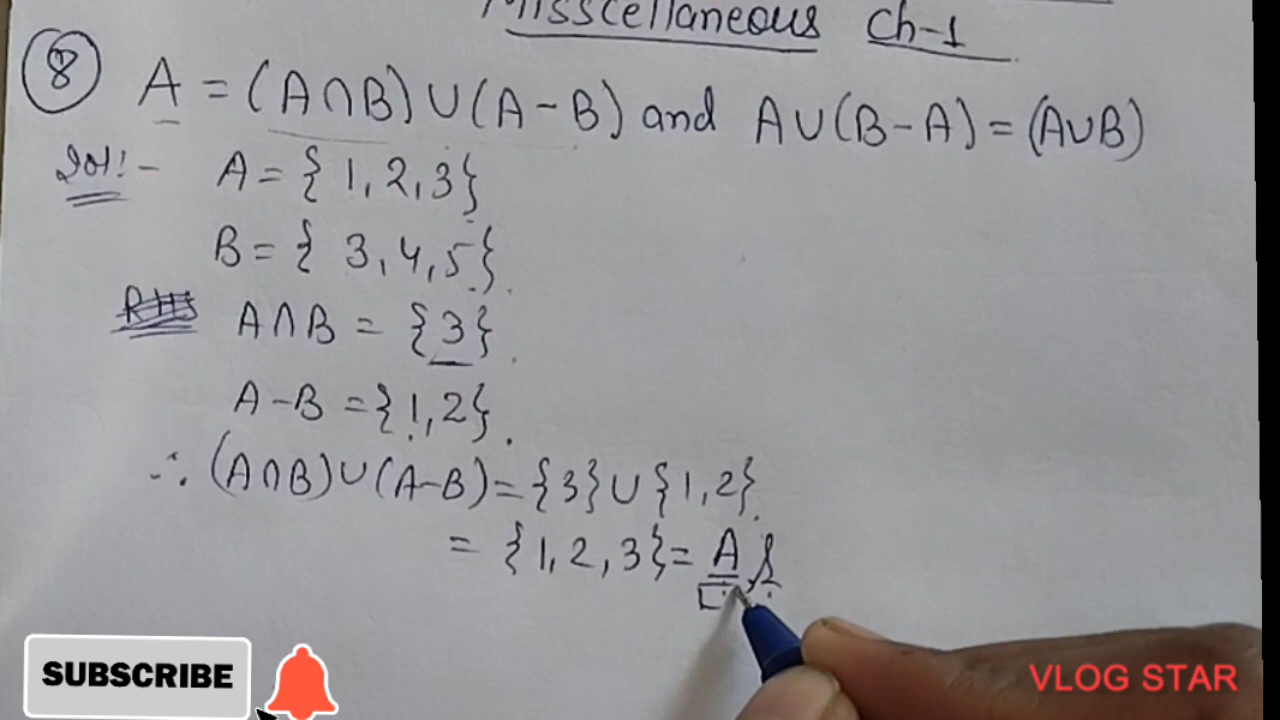 Misscellaneous Ch-1
8 A = (A∩B) ∪ (A - B) and A∪(B - A) = (A∪B)
Sol:- A = { 1, 2, 3}
B = { 3, 4, 5}.
RHS A∩B = {3}.
A - B = {1, 2}.
∴ (A∩B)∪(A-B) = {3} ∪ {1, 2}.
= {1, 2, 3} = A
SUBSCRIBE
VLOG STAR